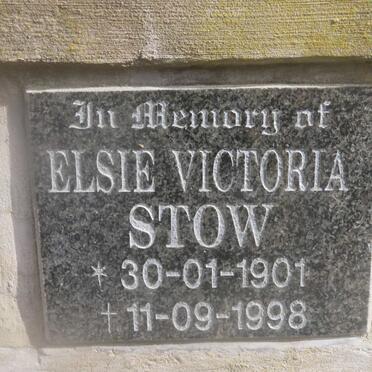 In Memory of
ELSIE VICTORIA
STOW
* 30-01-1901
† 11-09-1998